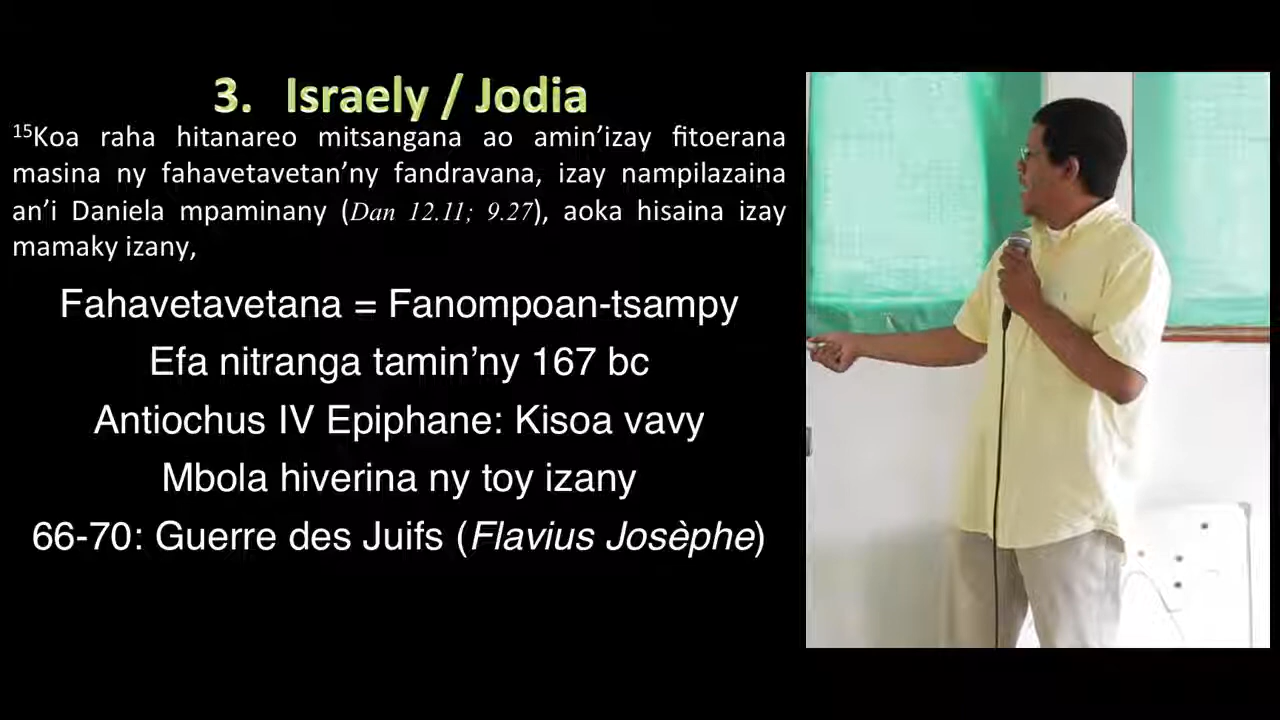 3. Israely / Jodia
15Koa raha hitanareo mitsangana ao amin’izay fitoerana
masina ny fahavetavetan’ny fandravana, izay nampilazaina
an’i Daniela mpaminany (Dan 12.11; 9.27), aoka hisaina izay
mamaky izany,
Fahavetavetana = Fanompoan-tsampy
Efa nitranga tamin’ny 167 bc
Antiochus IV Epiphane: Kisoa vavy
Mbola hiverina ny toy izany
66-70: Guerre des Juifs (Flavius Josèphe)